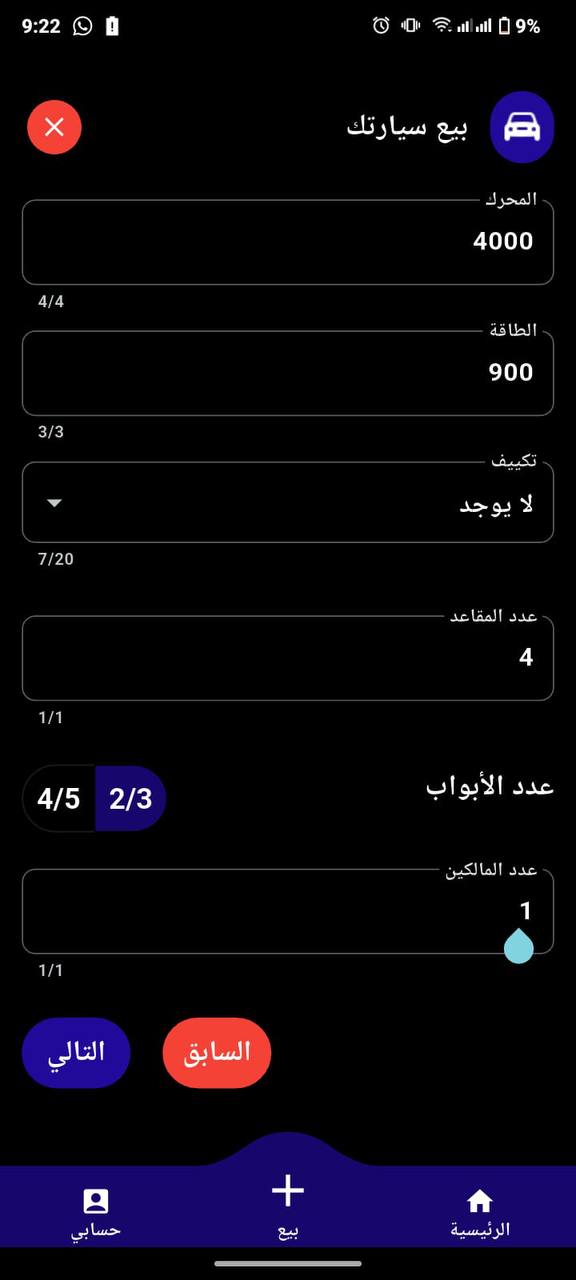 9:22
9%
بيع سيارتك
المحرك
4000
4/4
الطاقة
900
3/3
تكييف
لا يوجد
7/20
عدد المقاعد
4
1/1
عدد الأبواب
2/3
4/5
عدد المالكين
1
1/1
السابق
التالي
الرئيسية
بيع
حسابي